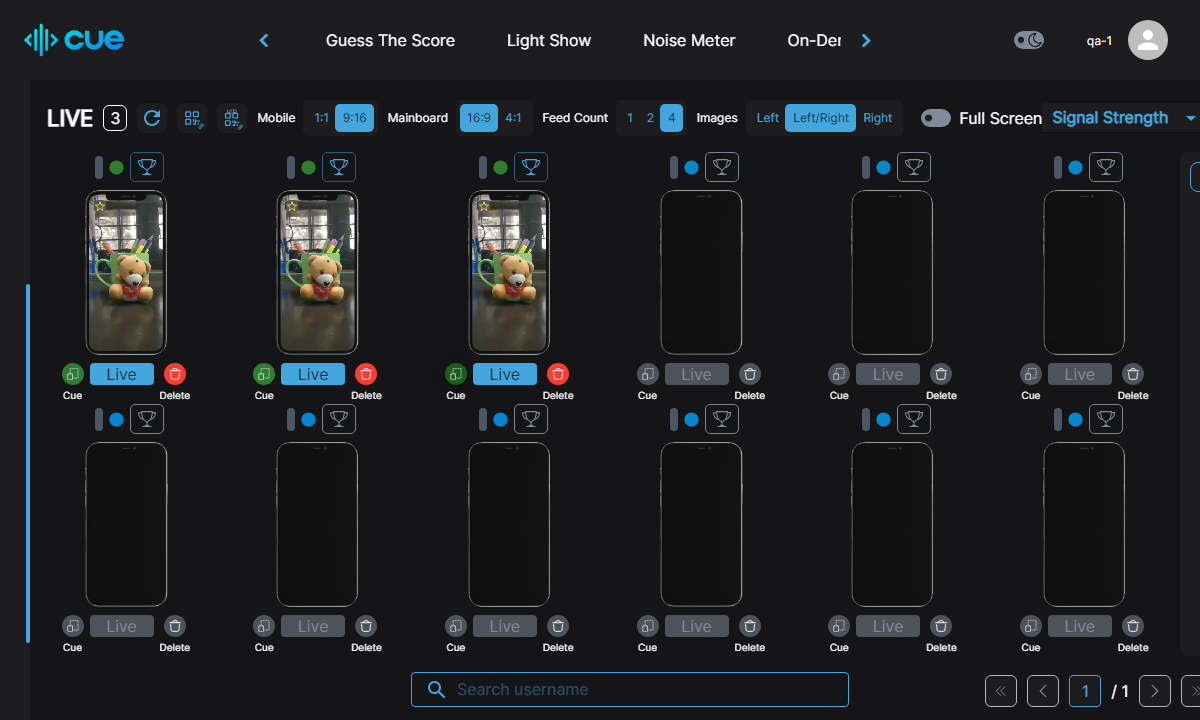 cue
Guess The Score
Light Show
Noise Meter
On-Der
qa-1
LIVE 3
Mobile 1:1 9:16
Mainboard 16:9 4:1
Feed Count 1 2 4
Images Left Left/Right Right
Full Screen
Signal Strength
Live Live Live Live Live Live
Cue Delete Cue Delete Cue Delete Cue Delete Cue Delete Cue Delete
Live Live Live Live Live Live
Cue Delete Cue Delete Cue Delete Cue Delete Cue Delete Cue Delete
Search username
1 / 1